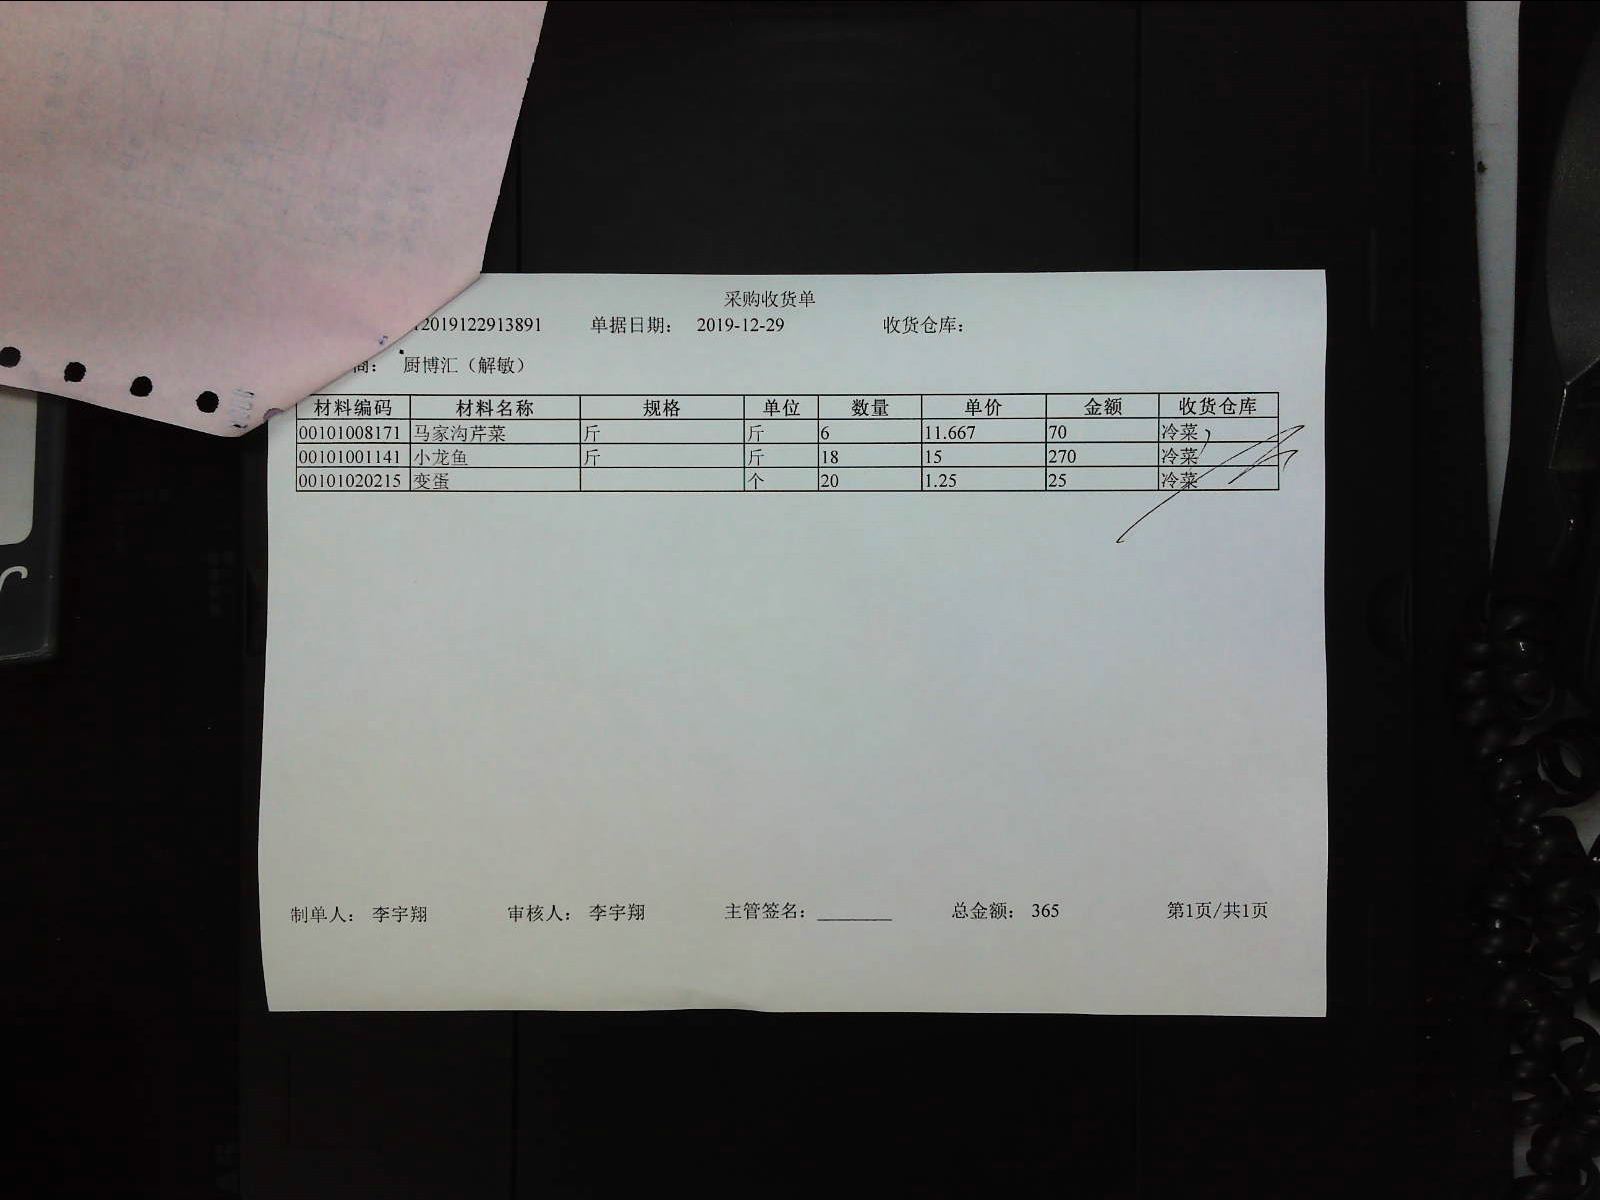 采购收货单
12019122913891 单据日期： 2019-12-29 收货仓库：
商： 厨博汇（解敏）
材料编码 材料名称 规格 单位 数量 单价 金额 收货仓库
00101008171 马家沟芹菜 斤 斤 6 11.667 70 冷菜
00101001141 小龙鱼 斤 斤 18 15 270 冷菜
00101020215 变蛋 个 20 1.25 25 冷菜
制单人： 李宇翔 审核人： 李宇翔 主管签名： 总金额： 365 第1页/共1页